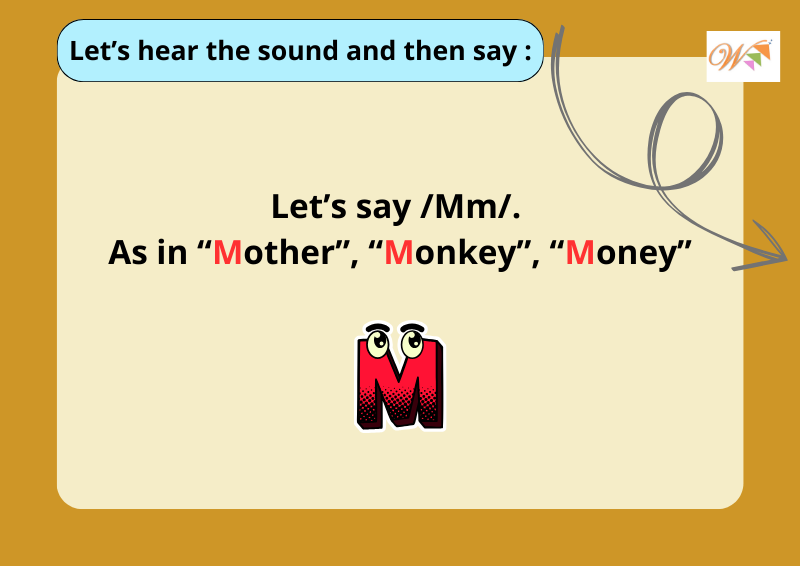 Let’s hear the sound and then say :
W
Let’s say /Mm/.
As in “Mother”, “Monkey”, “Money”
M